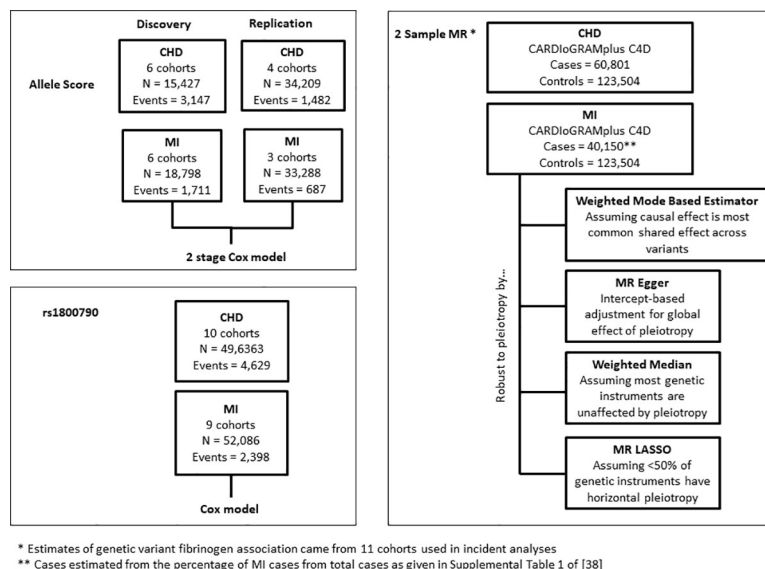 Discovery
Replication
Allele Score
CHD
6 cohorts
N = 15,427
Events = 3,147
CHD
4 cohorts
N = 34,209
Events = 1,482
MI
6 cohorts
N = 18,798
Events = 1,711
MI
3 cohorts
N = 33,288
Events = 687
2 stage Cox model
rs1800790
CHD
10 cohorts
N = 49,6363
Events = 4,629
MI
9 cohorts
N = 52,086
Events = 2,398
Cox model
2 Sample MR *
CHD
CARDIoGRAMplus C4D
Cases = 60,801
Controls = 123,504
MI
CARDIoGRAMplus C4D
Cases = 40,150**
Controls = 123,504
Robust to pleiotropy by...
Weighted Mode Based Estimator
Assuming causal effect is most
common shared effect across
variants
MR Egger
Intercept-based
adjustment for global
effect of pleiotropy
Weighted Median
Assuming most genetic
instruments are
unaffected by pleiotropy
MR LASSO
Assuming <50% of
genetic instruments have
horizontal pleiotropy
* Estimates of genetic variant fibrinogen association came from 11 cohorts used in incident analyses
** Cases estimated from the percentage of MI cases from total cases as given in Supplemental Table 1 of [38]